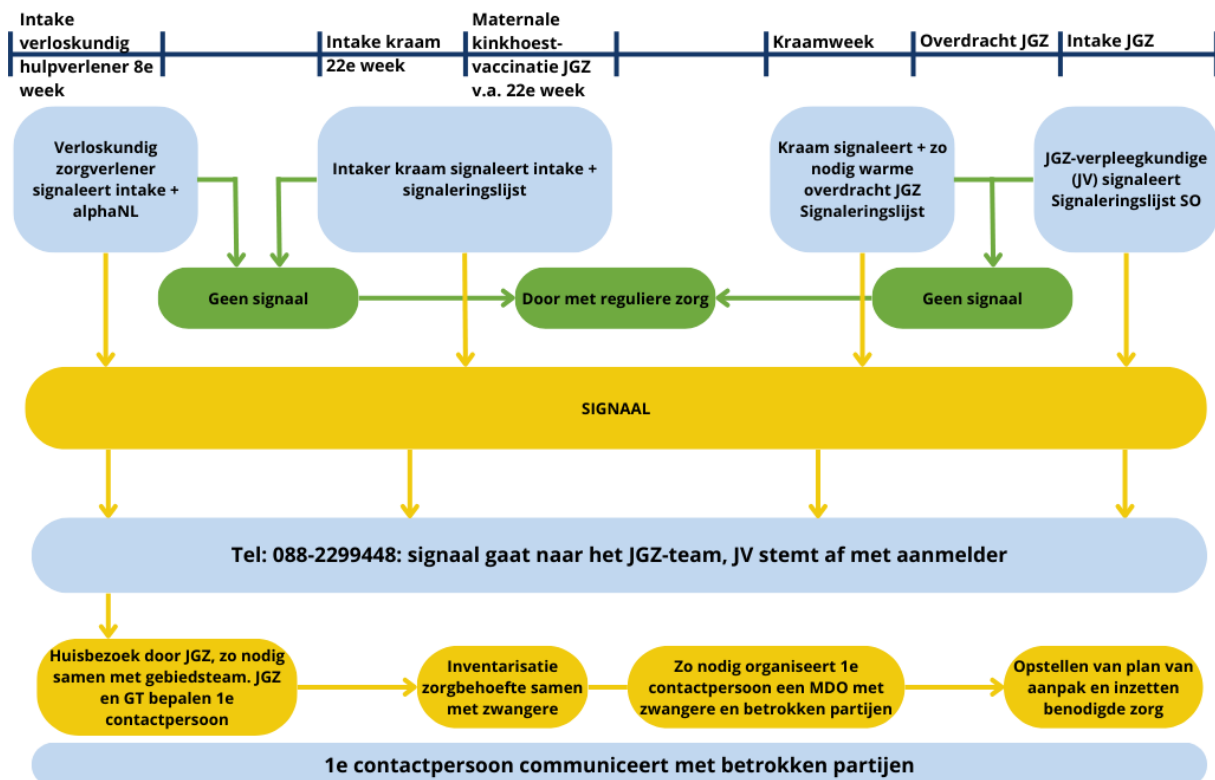 Intake
verloskundig
hulpverlener 8e
week
Intake kraam
22e week
Maternale
kinkhoest-
vaccinatie JGZ
v.a. 22e week
Kraamweek
Overdracht JGZ
Intake JGZ
Verloskundig
zorgverlener
signaleert intake +
alphaNL
Intaker kraam signaleert intake +
signaleringslijst
Kraam signaleert + zo
nodig warme
overdracht JGZ
Signaleringslijst
JGZ-verpleegkundige
(JV) signaleert
Signaleringslijst SO
Geen signaal
Door met reguliere zorg
Geen signaal
SIGNAAL
Tel: 088-2299448: signaal gaat naar het JGZ-team, JV stemt af met aanmelder
Huisbezoek door JGZ, zo nodig
samen met gebiedsteam. JGZ
en GT bepalen 1e
contactpersoon
Inventarisatie
zorgbehoefte samen
met zwangere
Zo nodig organiseert 1e
contactpersoon een MDO met
zwangere en betrokken partijen
Opstellen van plan van
aanpak en inzetten
benodigde zorg
1e contactpersoon communiceert met betrokken partijen